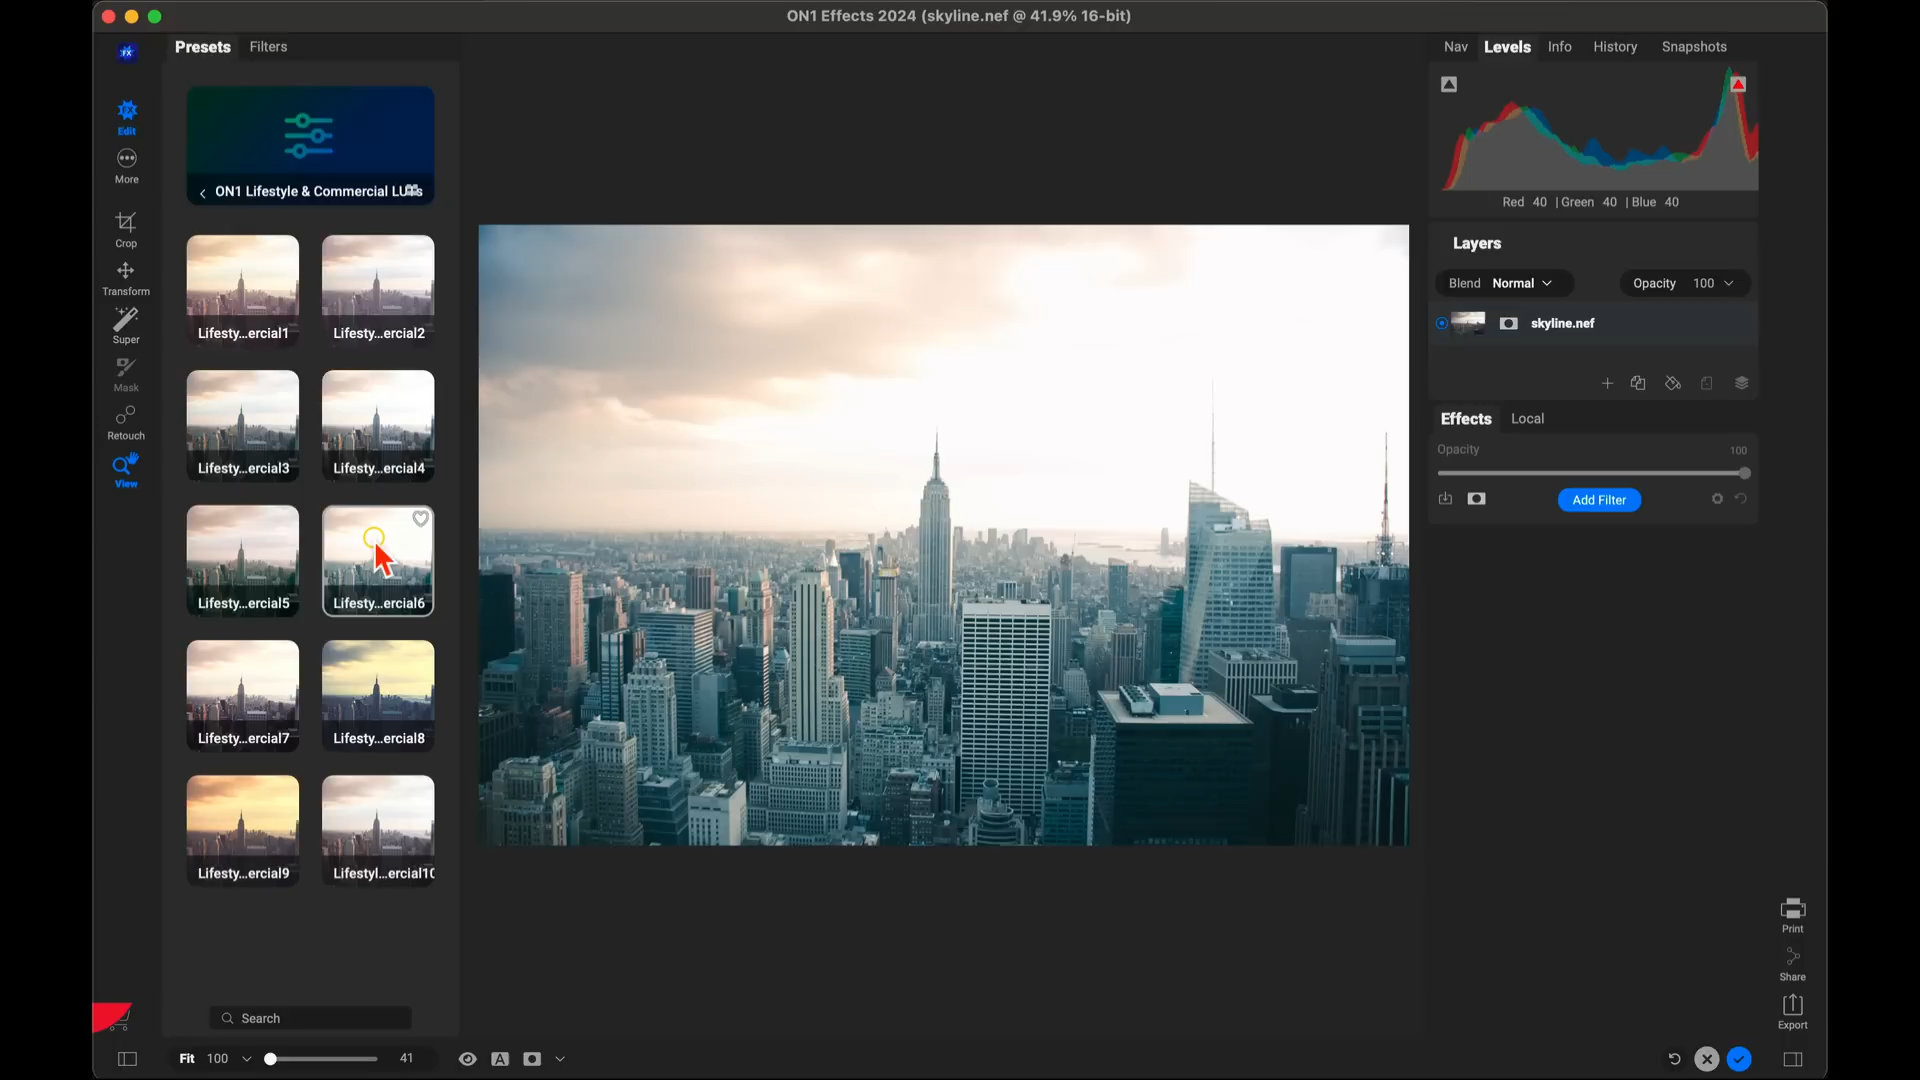 ON1 Effects 2024 (skyline.nef @ 41.9% 16-bit)
FX
Presets Filters
Nav Levels Info History Snapshots
Edit
More
Crop
Transform
Super
Mask
Retouch
View
ON1 Lifestyle & Commercial LUTs
Lifesty...ercial1
Lifesty...ercial2
Lifesty...ercial3
Lifesty...ercial4
Lifesty...ercial5
Lifesty...ercial6
Lifesty...ercial7
Lifesty...ercial8
Lifesty...ercial9
Lifestyl...ercial10
Search
Red 40 | Green 40 | Blue 40
Layers
Blend Normal Opacity 100
skyline.nef
Effects Local
Opacity 100
Add Filter
Print
Share
Export
Fit 100 41 A